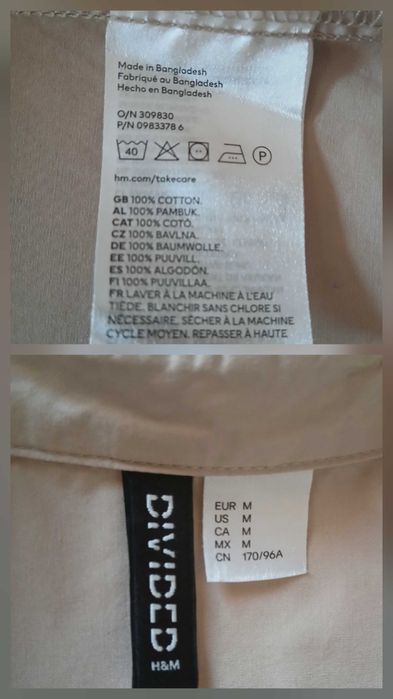 Made in Bangladesh
Fabriqué au Bangladesh
Hecho en Bangladesh
O/N 309830
P/N 0983378 6
40
P
hm.com/takecare
GB 100% COTTON.
AL 100% PAMBUK.
CAT 100% COTÓ.
CZ 100% BAVLNA.
DE 100% BAUMWOLLE.
EE 100% PUUVILL.
ES 100% ALGODÓN.
FI 100% PUUVILLAA.
FR LAVER À LA MACHINE À L'EAU
TIÈDE. BLANCHIR SANS CHLORE SI
NÉCESSAIRE. SÉCHER À LA MACHINE
CYCLE MOYEN. REPASSER À HAUTE
DIVIDED
H&M
EUR M
US M
CA M
MX M
CN 170/96A